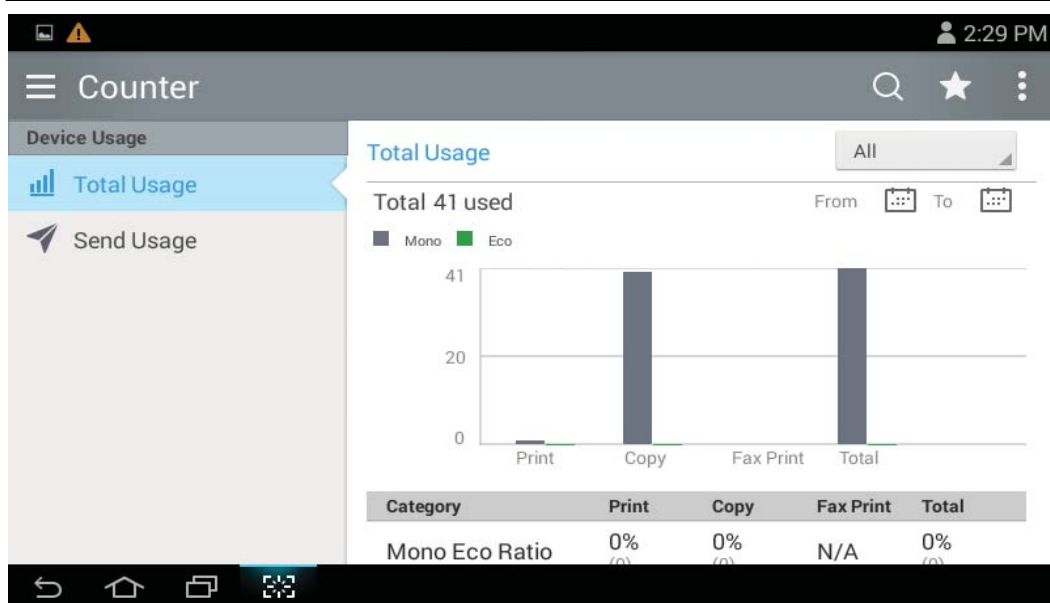 2:29 PM
Counter
Device Usage
Total Usage
Send Usage
Total Usage
All
Total 41 used
From To
Mono Eco
41
20
0
Print Copy Fax Print Total
Category Print Copy Fax Print Total
Mono Eco Ratio 0% 0% N/A 0%